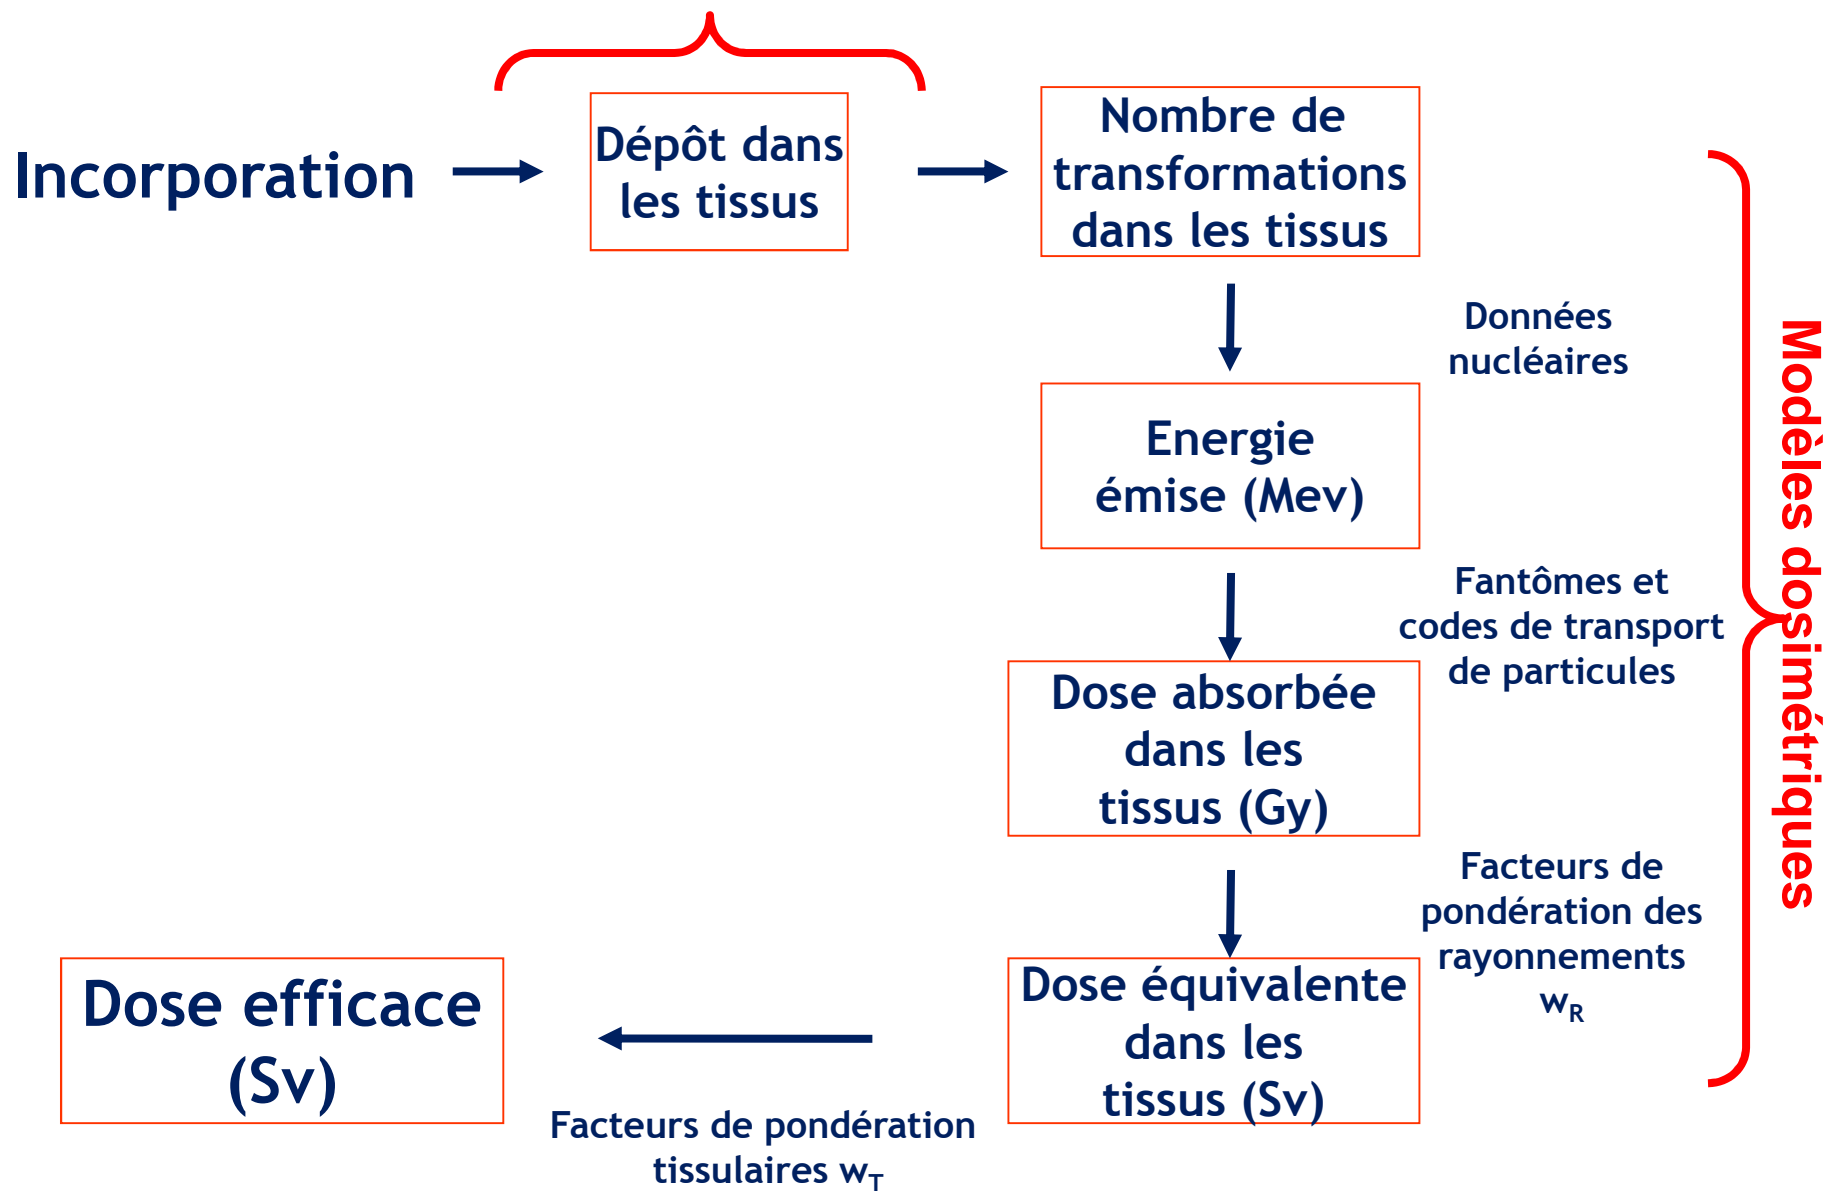 Incorporation
Dépôt dans
les tissus
Nombre de
transformations
dans les tissus
Données
nucléaires
Energie
émise (Mev)
Fantômes et
codes de transport
de particules
Dose absorbée
dans les
tissus (Gy)
Facteurs de
pondération des
rayonnements
wR
Dose équivalente
dans les
tissus (Sv)
Facteurs de pondération
tissulaires wT
Dose efficace
(Sv)
Modèles dosimétriques